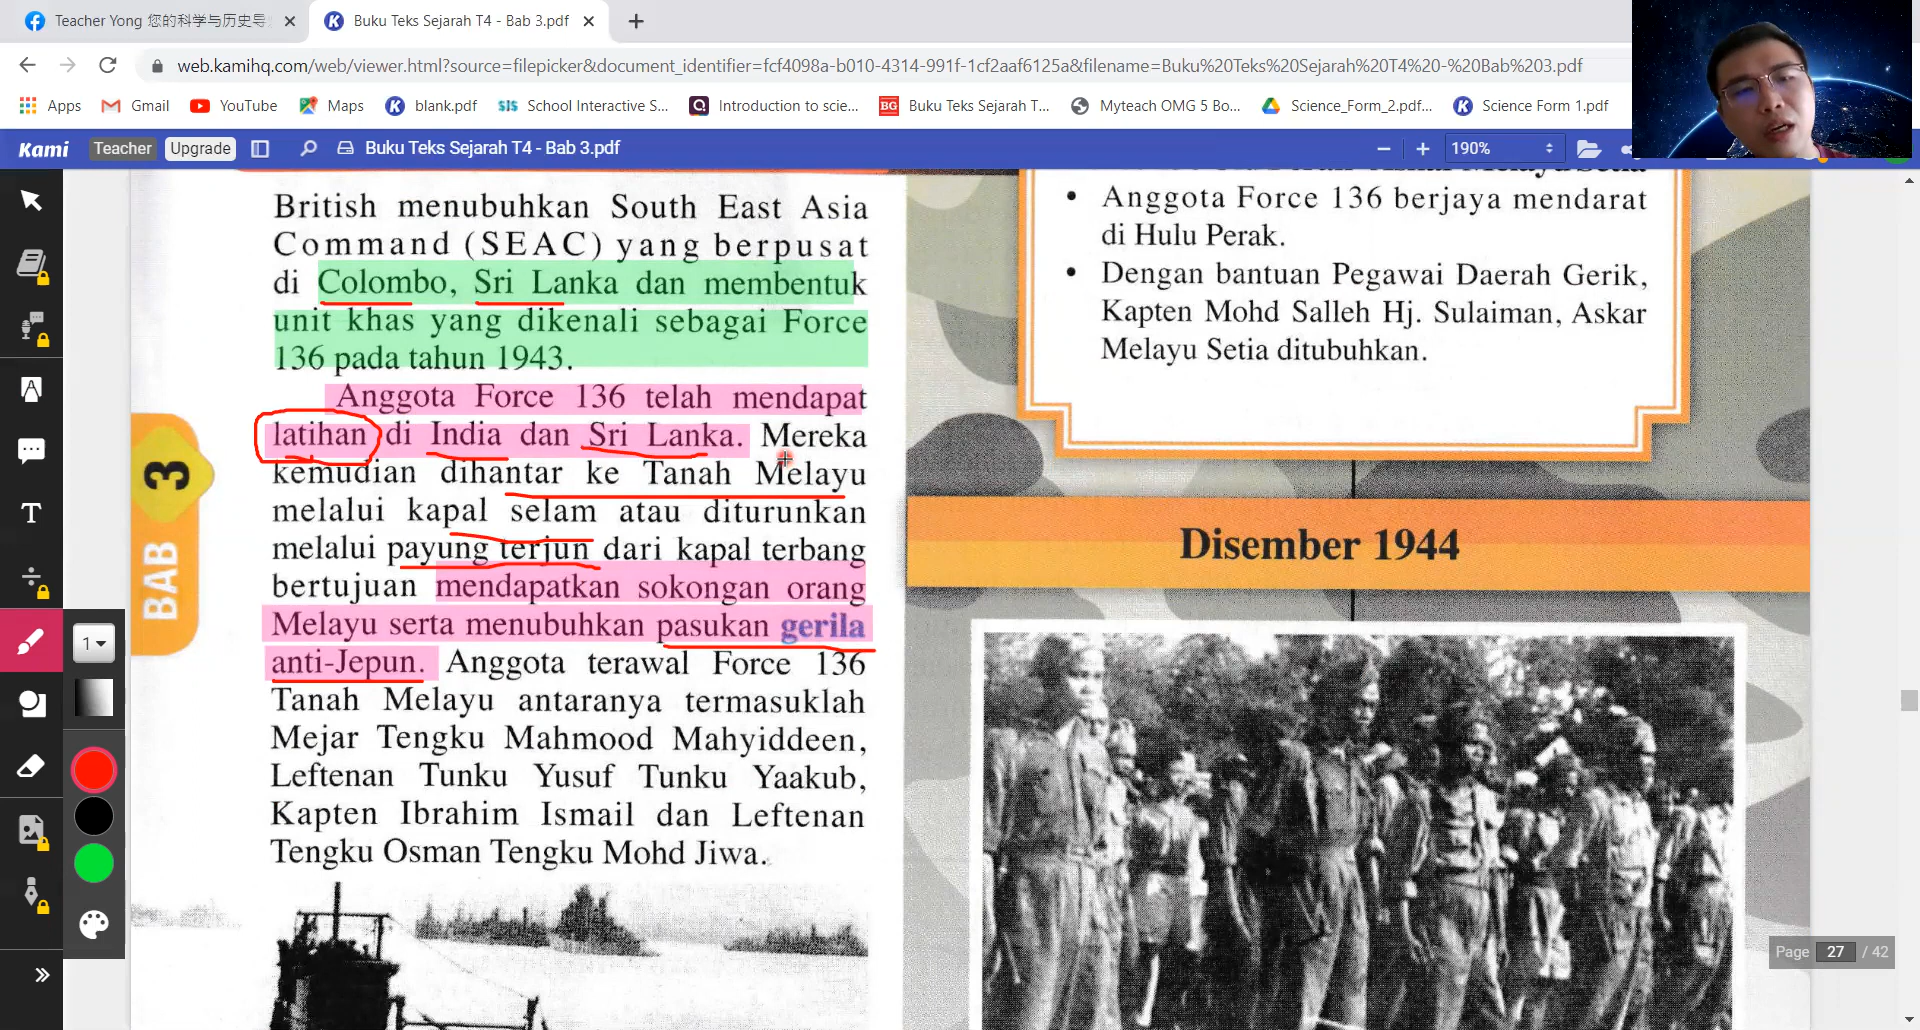 Teacher Yong 您的科学与历史导
Buku Teks Sejarah T4 - Bab 3.pdf
web.kamihq.com/web/viewer.html?source=filepicker&document_identifier=fcf4098a-b010-4314-991f-1cf2aaf6125a&filename=Buku%20Teks%20Sejarah%20T4%20-%20Bab%203.pdf
Apps
Gmail
YouTube
Maps
blank.pdf
SIS School Interactive S...
Introduction to scie...
BG Buku Teks Sejarah T...
Myteach OMG 5 Bo...
Science_Form_2.pdf...
Science Form 1.pdf
Kami
Teacher
Upgrade
Buku Teks Sejarah T4 - Bab 3.pdf
190%
British menubuhkan South East Asia
Command (SEAC) yang berpusat
di Colombo, Sri Lanka dan membentuk
unit khas yang dikenali sebagai Force
136 pada tahun 1943.
Anggota Force 136 telah mendapat
latihan di India dan Sri Lanka. Mereka
kemudian dihantar ke Tanah Melayu
melalui kapal selam atau diturunkan
melalui payung terjun dari kapal terbang
bertujuan mendapatkan sokongan orang
Melayu serta menubuhkan pasukan gerila
anti-Jepun. Anggota terawal Force 136
Tanah Melayu antaranya termasuklah
Mejar Tengku Mahmood Mahyiddeen,
Leftenan Tunku Yusuf Tunku Yaakub,
Kapten Ibrahim Ismail dan Leftenan
Tengku Osman Tengku Mohd Jiwa.
BAB 3
• Anggota Force 136 berjaya mendarat
di Hulu Perak.
• Dengan bantuan Pegawai Daerah Gerik,
Kapten Mohd Salleh Hj. Sulaiman, Askar
Melayu Setia ditubuhkan.
Disember 1944
1
T
Page 27 / 42